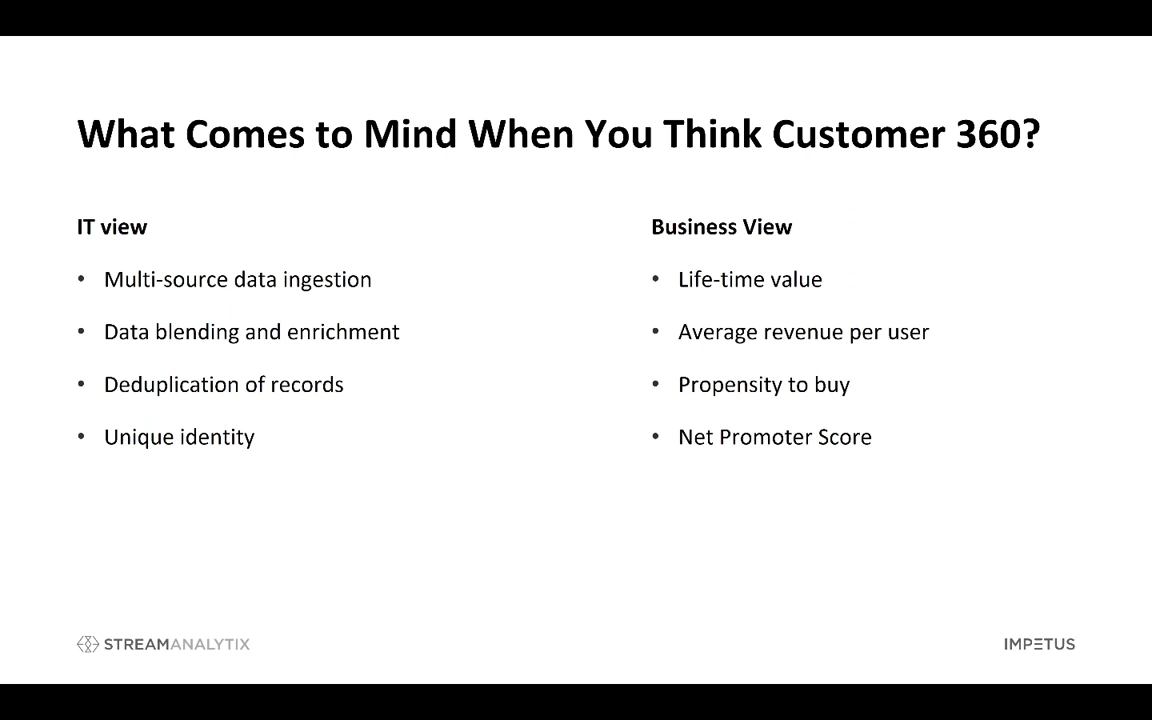 What Comes to Mind When You Think Customer 360?
IT view
• Multi-source data ingestion
• Data blending and enrichment
• Deduplication of records
• Unique identity
Business View
• Life-time value
• Average revenue per user
• Propensity to buy
• Net Promoter Score
STREAMANALYTIX
IMPETUS